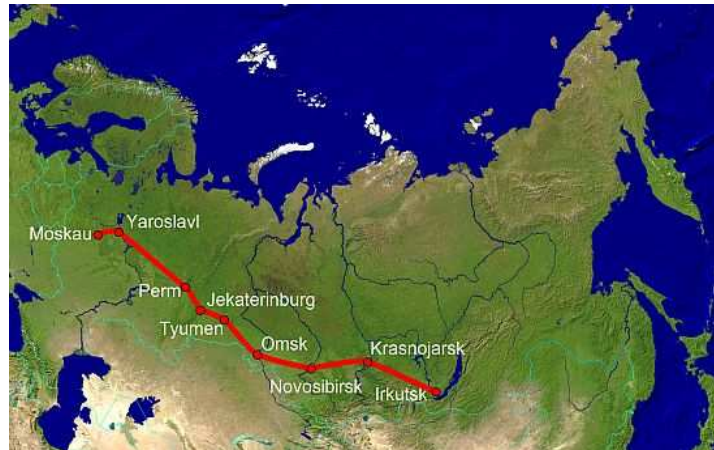 Moskau
Yaroslavl
Perm
Jekaterinburg
Tyumen
Omsk
Novosibirsk
Krasnojarsk
Irkutsk